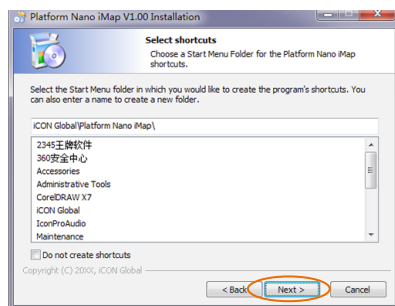 Platform Nano iMap V1.00 Installation
Select shortcuts
Choose a Start Menu Folder for the Platform Nano iMap
shortcuts.
Select the Start Menu folder in which you would like to create the program's shortcuts. You
can also enter a name to create a new folder.
iCON Global\Platform Nano iMap\
2345王牌软件
360安全中心
Accessories
Administrative Tools
CorelDRAW X7
iCON Global
IconProAudio
Maintenance
Do not create shortcuts
Copyright (C) 20XX, iCON Global
< Back
Next >
Cancel